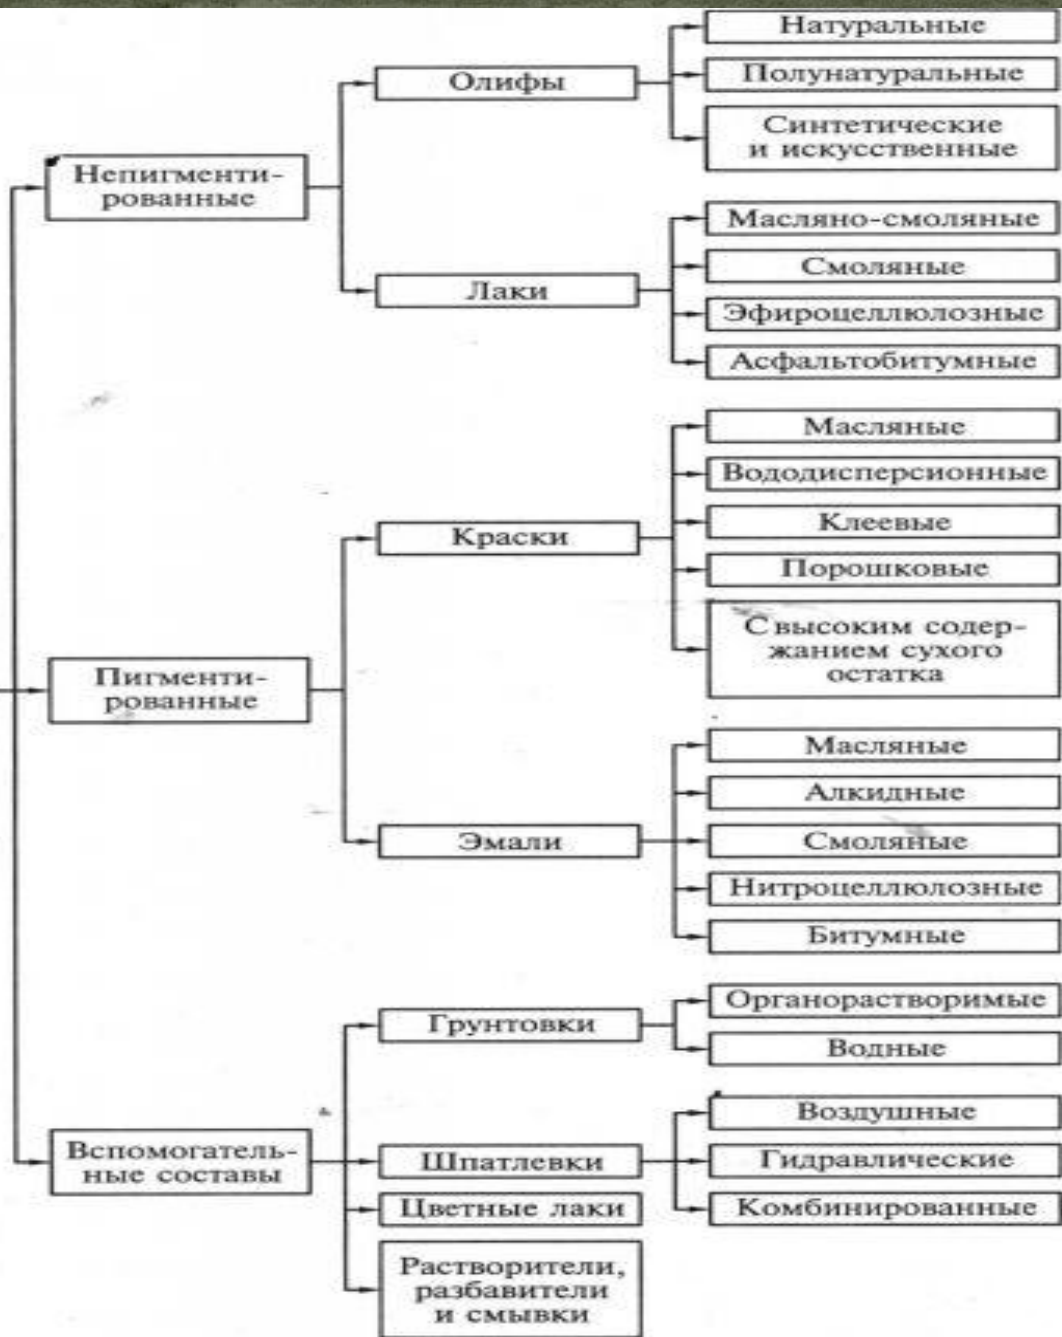 Непигменти-
рованные
Олифы
Натуральные
Полунатуральные
Синтетические
и искусственные
Лаки
Масляно-смоляные
Смоляные
Эфироцеллюлозные
Асфальтобитумные
Пигменти-
рованные
Краски
Масляные
Вододисперсионные
Клеевые
Порошковые
С высоким содер-
жанием сухого
остатка
Эмали
Масляные
Алкидные
Смоляные
Нитроцеллюлозные
Битумные
Вспомогатель-
ные составы
Грунтовки
Органорастворимые
Водные
Шпатлевки
Воздушные
Гидравлические
Комбинированные
Цветные лаки
Растворители,
разбавители
и смывки